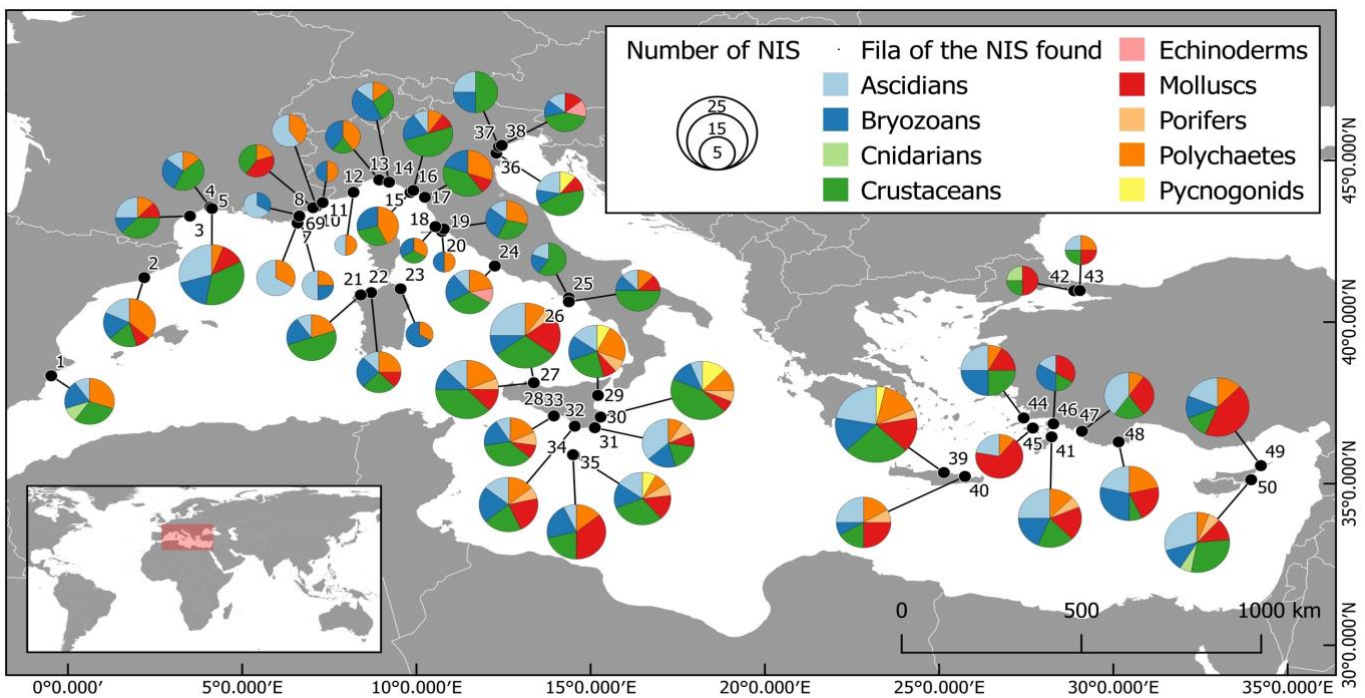 Number of NIS
25
15
5
Fila of the NIS found
Ascidians
Bryozoans
Cnidarians
Crustaceans
Echinoderms
Molluscs
Porifers
Polychaetes
Pycnogonids
1
2
3
4
5
69
7
8
10
11
12
13
14
15
16
17
18
19
20
21
22
23
24
25
26
27
2833
29
30
31
32
34
35
36
37
38
39
40
41
42
43
44
45
46
47
48
49
50
0
500
1000 km
0°0.000′
5°0.000′E
10°0.000′E
15°0.000′E
20°0.000′E
25°0.000′E
30°0.000′E
35°0.000′E
45°0.000′N
40°0.000′N
35°0.000′N
30°0.000′N